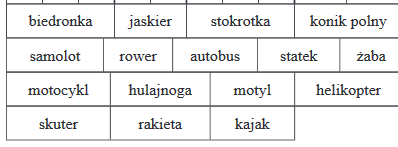 biedronka jaskier stokrotka konik polny
samolot rower autobus statek żaba
motocykl hulajnoga motyl helikopter
skuter rakieta kajak